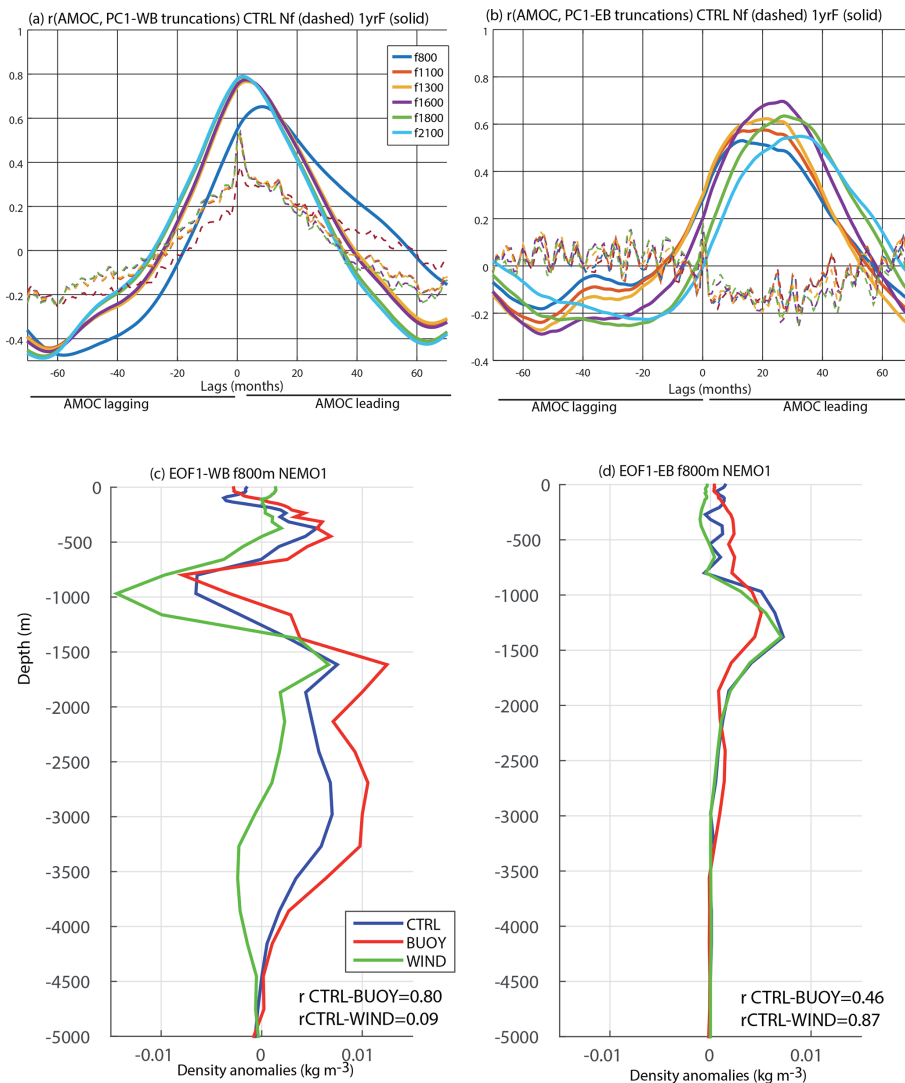 (a) r(AMOC, PC1-WB truncations) CTRL Nf (dashed) 1yrF (solid)
1
0.8
0.6
0.4
0.2
0
-0.2
-0.4
f800
f1100
f1300
f1600
f1800
f2100
-60 -40 -20 0 20 40 60
Lags (months)
AMOC lagging AMOC leading
(b) r(AMOC, PC1-EB truncations) CTRL Nf (dashed) 1yrF (solid)
1
0.8
0.6
0.4
0.2
0
-0.2
-0.4
-60 -40 -20 0 20 40 60
Lags (months)
AMOC lagging AMOC leading
(c) EOF1-WB f800m NEMO1
Depth (m)
0
-500
-1000
-1500
-2000
-2500
-3000
-3500
-4000
-4500
-5000
CTRL
BUOY
WIND
r CTRL-BUOY=0.80
rCTRL-WIND=0.09
-0.01 0 0.01
Density anomalies (kg m-3)
(d) EOF1-EB f800m NEMO1
0
-500
-1000
-1500
-2000
-2500
-3000
-3500
-4000
-4500
-5000
r CTRL-BUOY=0.46
rCTRL-WIND=0.87
-0.01 0 0.01
Density anomalies (kg m-3)